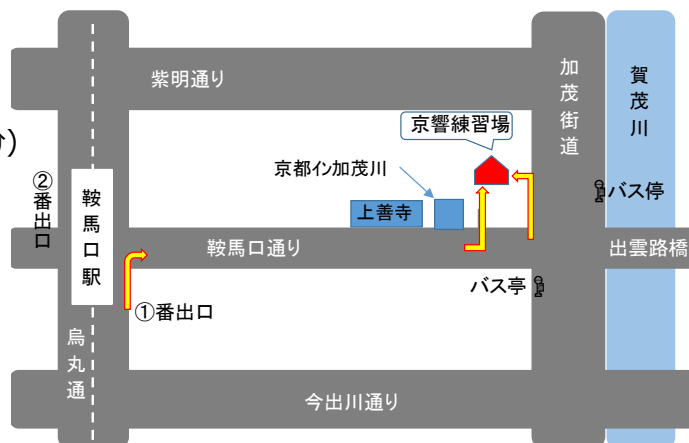 紫明通り
加茂街道
賀茂川
分)
京響練習場
京都イン加茂川
上善寺
②番出口
鞍馬口駅
バス停
鞍馬口通り
出雲路橋
バス亭
①番出口
烏丸通
今出川通り